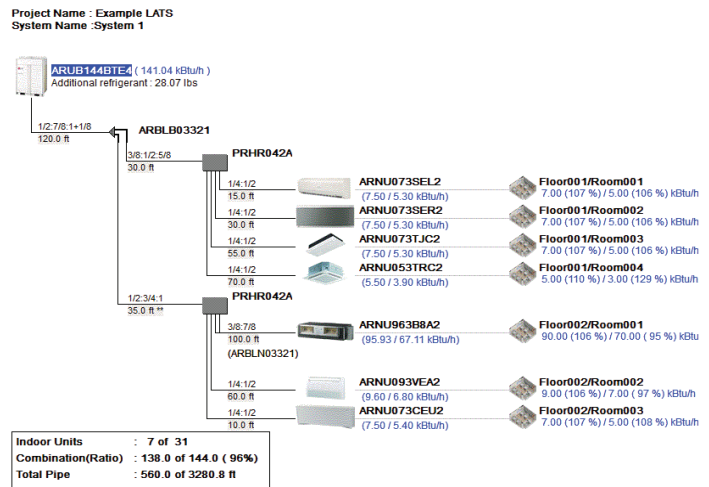 Project Name : Example LATS
System Name :System 1
ARUB144BTE4 ( 141.04 kBtu/h )
Additional refrigerant : 28.07 lbs
1/2:7/8:1+1/8
120.0 ft
ARBLB03321
3/8:1/2:5/8
30.0 ft
PRHR042A
1/4:1/2
15.0 ft
ARNU073SEL2
(7.50 / 5.30 kBtu/h)
Floor001/Room001
7.00 (107 %) / 5.00 (106 %) kBtu/h
1/4:1/2
30.0 ft
ARNU073SER2
(7.50 / 5.30 kBtu/h)
Floor001/Room002
7.00 (107 %) / 5.00 (106 %) kBtu/h
1/4:1/2
55.0 ft
ARNU073TJC2
(7.50 / 5.30 kBtu/h)
Floor001/Room003
7.00 (107 %) / 5.00 (106 %) kBtu/h
1/4:1/2
70.0 ft
ARNU053TRC2
(5.50 / 3.90 kBtu/h)
Floor001/Room004
5.00 (110 %) / 3.00 (129 %) kBtu/h
1/2:3/4:1
35.0 ft **
PRHR042A
3/8:7/8
100.0 ft
(ARBLN03321)
ARNU963B8A2
(95.93 / 67.11 kBtu/h)
Floor002/Room001
90.00 (106 %) / 70.00 ( 95 %) kBtu
1/4:1/2
60.0 ft
ARNU093VEA2
(9.60 / 6.80 kBtu/h)
Floor002/Room002
9.00 (106 %) / 7.00 ( 97 %) kBtu/h
1/4:1/2
10.0 ft
ARNU073CEU2
(7.50 / 5.40 kBtu/h)
Floor002/Room003
7.00 (107 %) / 5.00 (108 %) kBtu/h
Indoor Units : 7 of 31
Combination(Ratio) : 138.0 of 144.0 ( 96%)
Total Pipe : 560.0 of 3280.8 ft